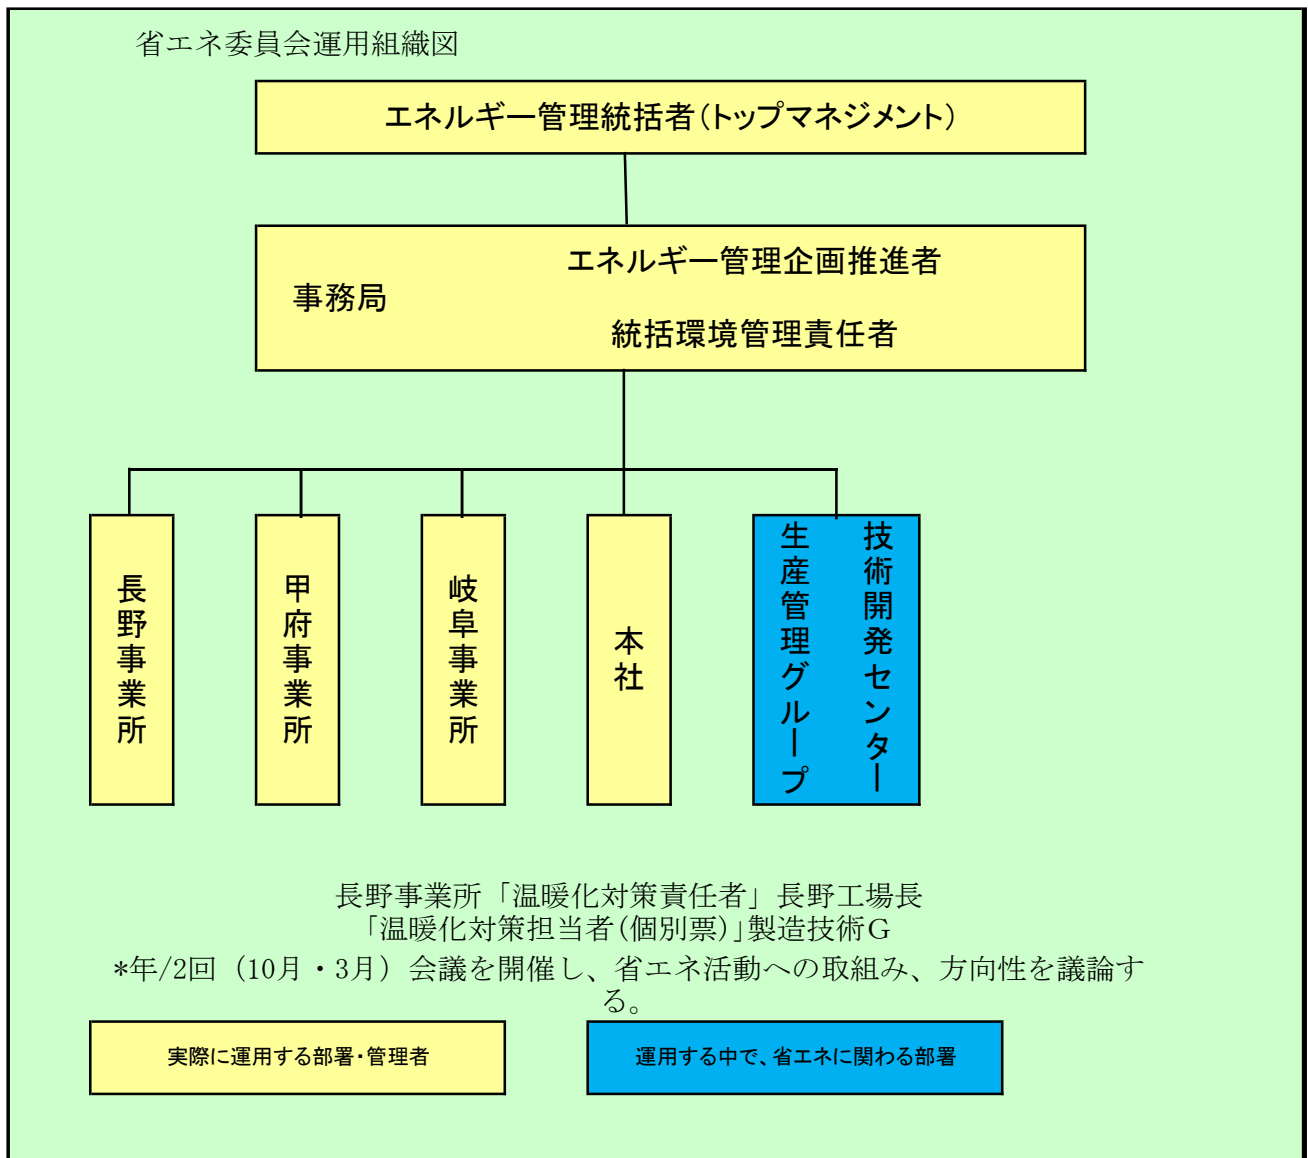 省エネ委員会運用組織図
エネルギー管理統括者(トップマネジメント)
事務局
エネルギー管理企画推進者
統括環境管理責任者
長野事業所
甲府事業所
岐阜事業所
本社
技術開発センター
生産管理グループ
長野事業所「温暖化対策責任者」長野工場長
「温暖化対策担当者(個別票)」製造技術G
*年/2回（10月・3月）会議を開催し、省エネ活動への取組み、方向性を議論す
る。
実際に運用する部署・管理者
運用する中で、省エネに関わる部署